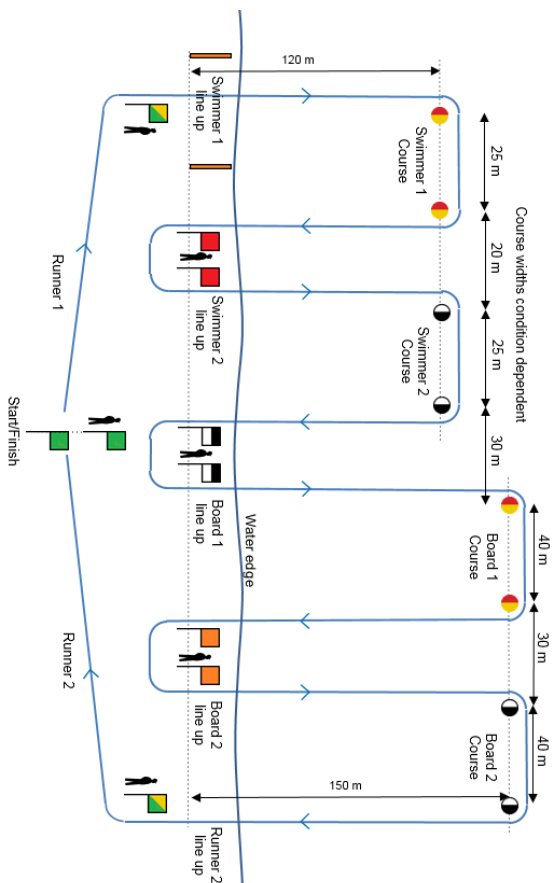 40 m
30 m
40 m
Course widths condition dependent
25 m
20 m
25 m
30 m
Board 1
Course
Board 2
Course
Swimmer 1
Course
Swimmer 2
Course
120 m
150 m
Water edge
Swimmer 1
line up
Swimmer 2
line up
Board 1
line up
Board 2
line up
Runner 2
line up
Runner 1
Runner 2
Start/Finish